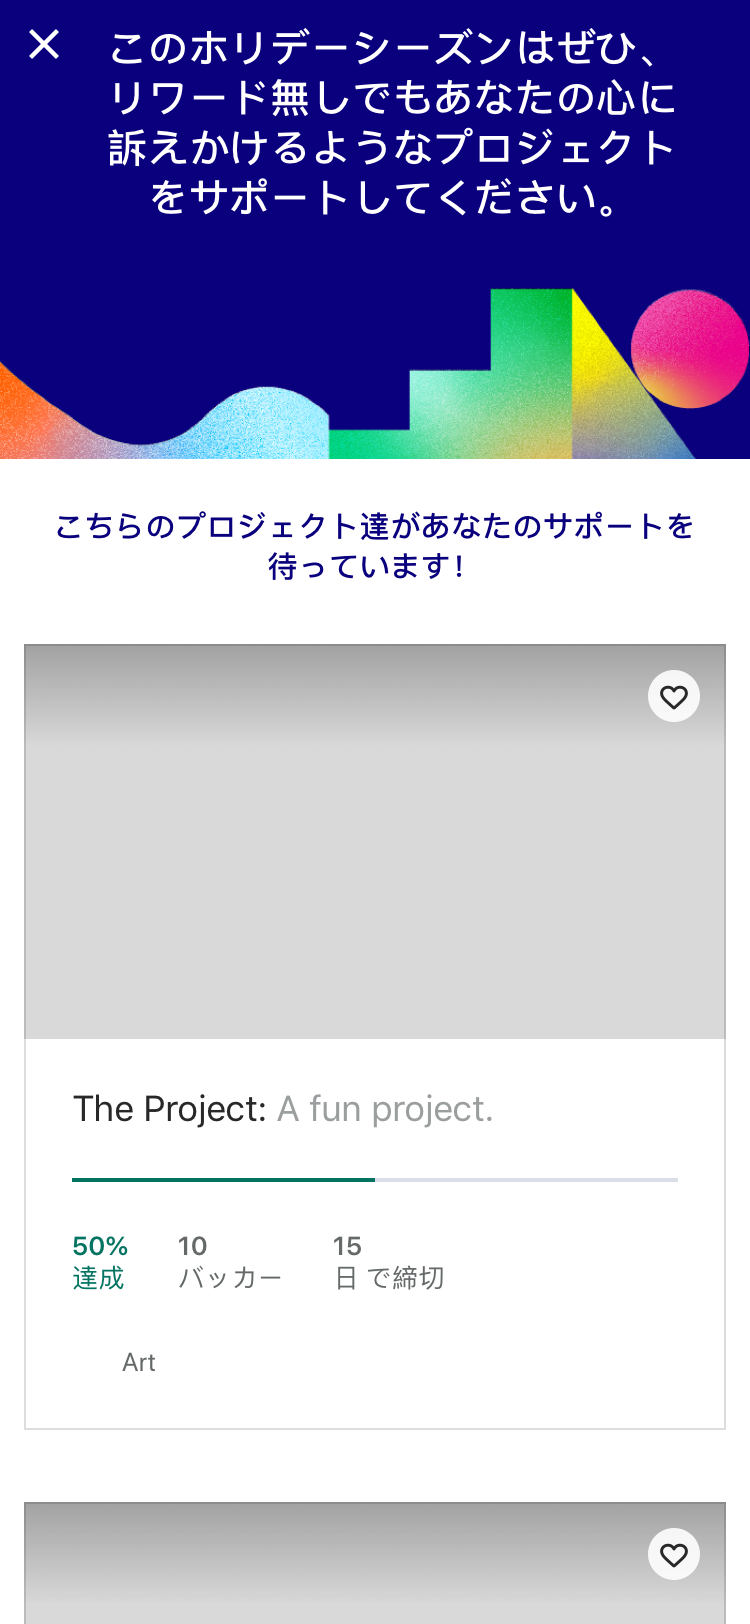 このホリデーシーズンはぜひ、
リワード無しでもあなたの心に
訴えかけるようなプロジェクト
をサポートしてください。
こちらのプロジェクト達があなたのサポートを
待っています!
The Project: A fun project.
50% 10 15
達成 バッカー 日 で締切
Art